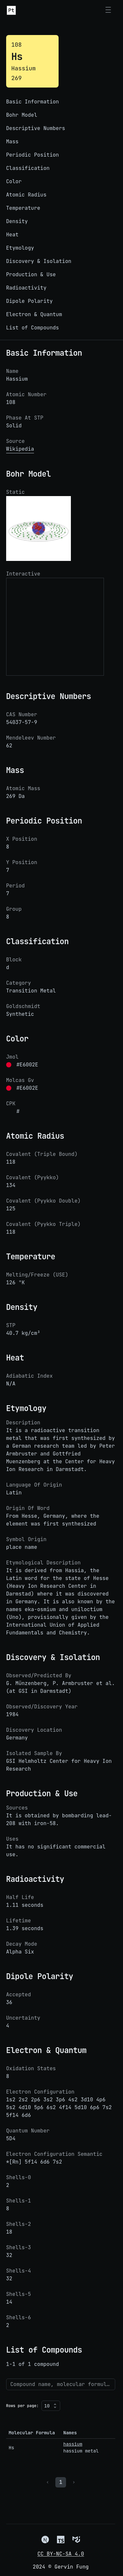 Pt
108
Hs
Hassium
269
Basic Information
Bohr Model
Descriptive Numbers
Mass
Periodic Position
Classification
Color
Atomic Radius
Temperature
Density
Heat
Etymology
Discovery & Isolation
Production & Use
Radioactivity
Dipole Polarity
Electron & Quantum
List of Compounds
Basic Information
Name
Hassium
Atomic Number
108
Phase At STP
Solid
Source
Wikipedia
Bohr Model
Static
Interactive
Descriptive Numbers
CAS Number
54037-57-9
Mendeleev Number
62
Mass
Atomic Mass
269 Da
Periodic Position
X Position
8
Y Position
7
Period
7
Group
8
Classification
Block
d
Category
Transition Metal
Goldschmidt
Synthetic
Color
Jmol
#E6002E
Molcas Gv
#E6002E
CPK
#
Atomic Radius
Covalent (Triple Bound)
118
Covalent (Pyykko)
134
Covalent (Pyykko Double)
125
Covalent (Pyykko Triple)
118
Temperature
Melting/Freeze (USE)
126 °K
Density
STP
40.7 kg/cm³
Heat
Adiabatic Index
N/A
Etymology
Description
It is a radioactive transition
metal that was first synthesized by
a German research team led by Peter
Armbruster and Gottfried
Muenzenberg at the Center for Heavy
Ion Research in Darmstadt.
Language Of Origin
Latin
Origin Of Word
From Hesse, Germany, where the
element was first synthesized
Symbol Origin
place name
Etymological Description
It is derived from Hassia, the
Latin word for the state of Hesse
(Heavy Ion Research Center in
Darmstad) where it was discovered
in Germany. It is also known by the
names eka-osmium and uniloctium
(Uno), provisionally given by the
International Union of Applied
Fundamentals and Chemistry.
Discovery & Isolation
Observed/Predicted By
G. Münzenberg, P. Armbruster et al.
(at GSI in Darmstadt)
Observed/Discovery Year
1984
Discovery Location
Germany
Isolated Sample By
GSI Helmholtz Center for Heavy Ion
Research
Production & Use
Sources
It is obtained by bombarding lead-
208 with iron-58.
Uses
It has no significant commercial
use.
Radioactivity
Half Life
1.11 seconds
Lifetime
1.39 seconds
Decay Mode
Alpha Six
Dipole Polarity
Accepted
36
Uncertainty
4
Electron & Quantum
Oxidation States
8
Electron Configuration
1s2 2s2 2p6 3s2 3p6 4s2 3d10 4p6
5s2 4d10 5p6 6s2 4f14 5d10 6p6 7s2
5f14 6d6
Quantum Number
5D4
Electron Configuration Semantic
*[Rn] 5f14 6d6 7s2
Shells-0
2
Shells-1
8
Shells-2
18
Shells-3
32
Shells-4
32
Shells-5
14
Shells-6
2
List of Compounds
1-1 of 1 compound
Compound name, molecular formul…
Rows per page: 10
Molecular Formula Names
Hs
hassium
hassium metal
1
N TS
CC BY-NC-SA 4.0
2024 © Gervin Fung